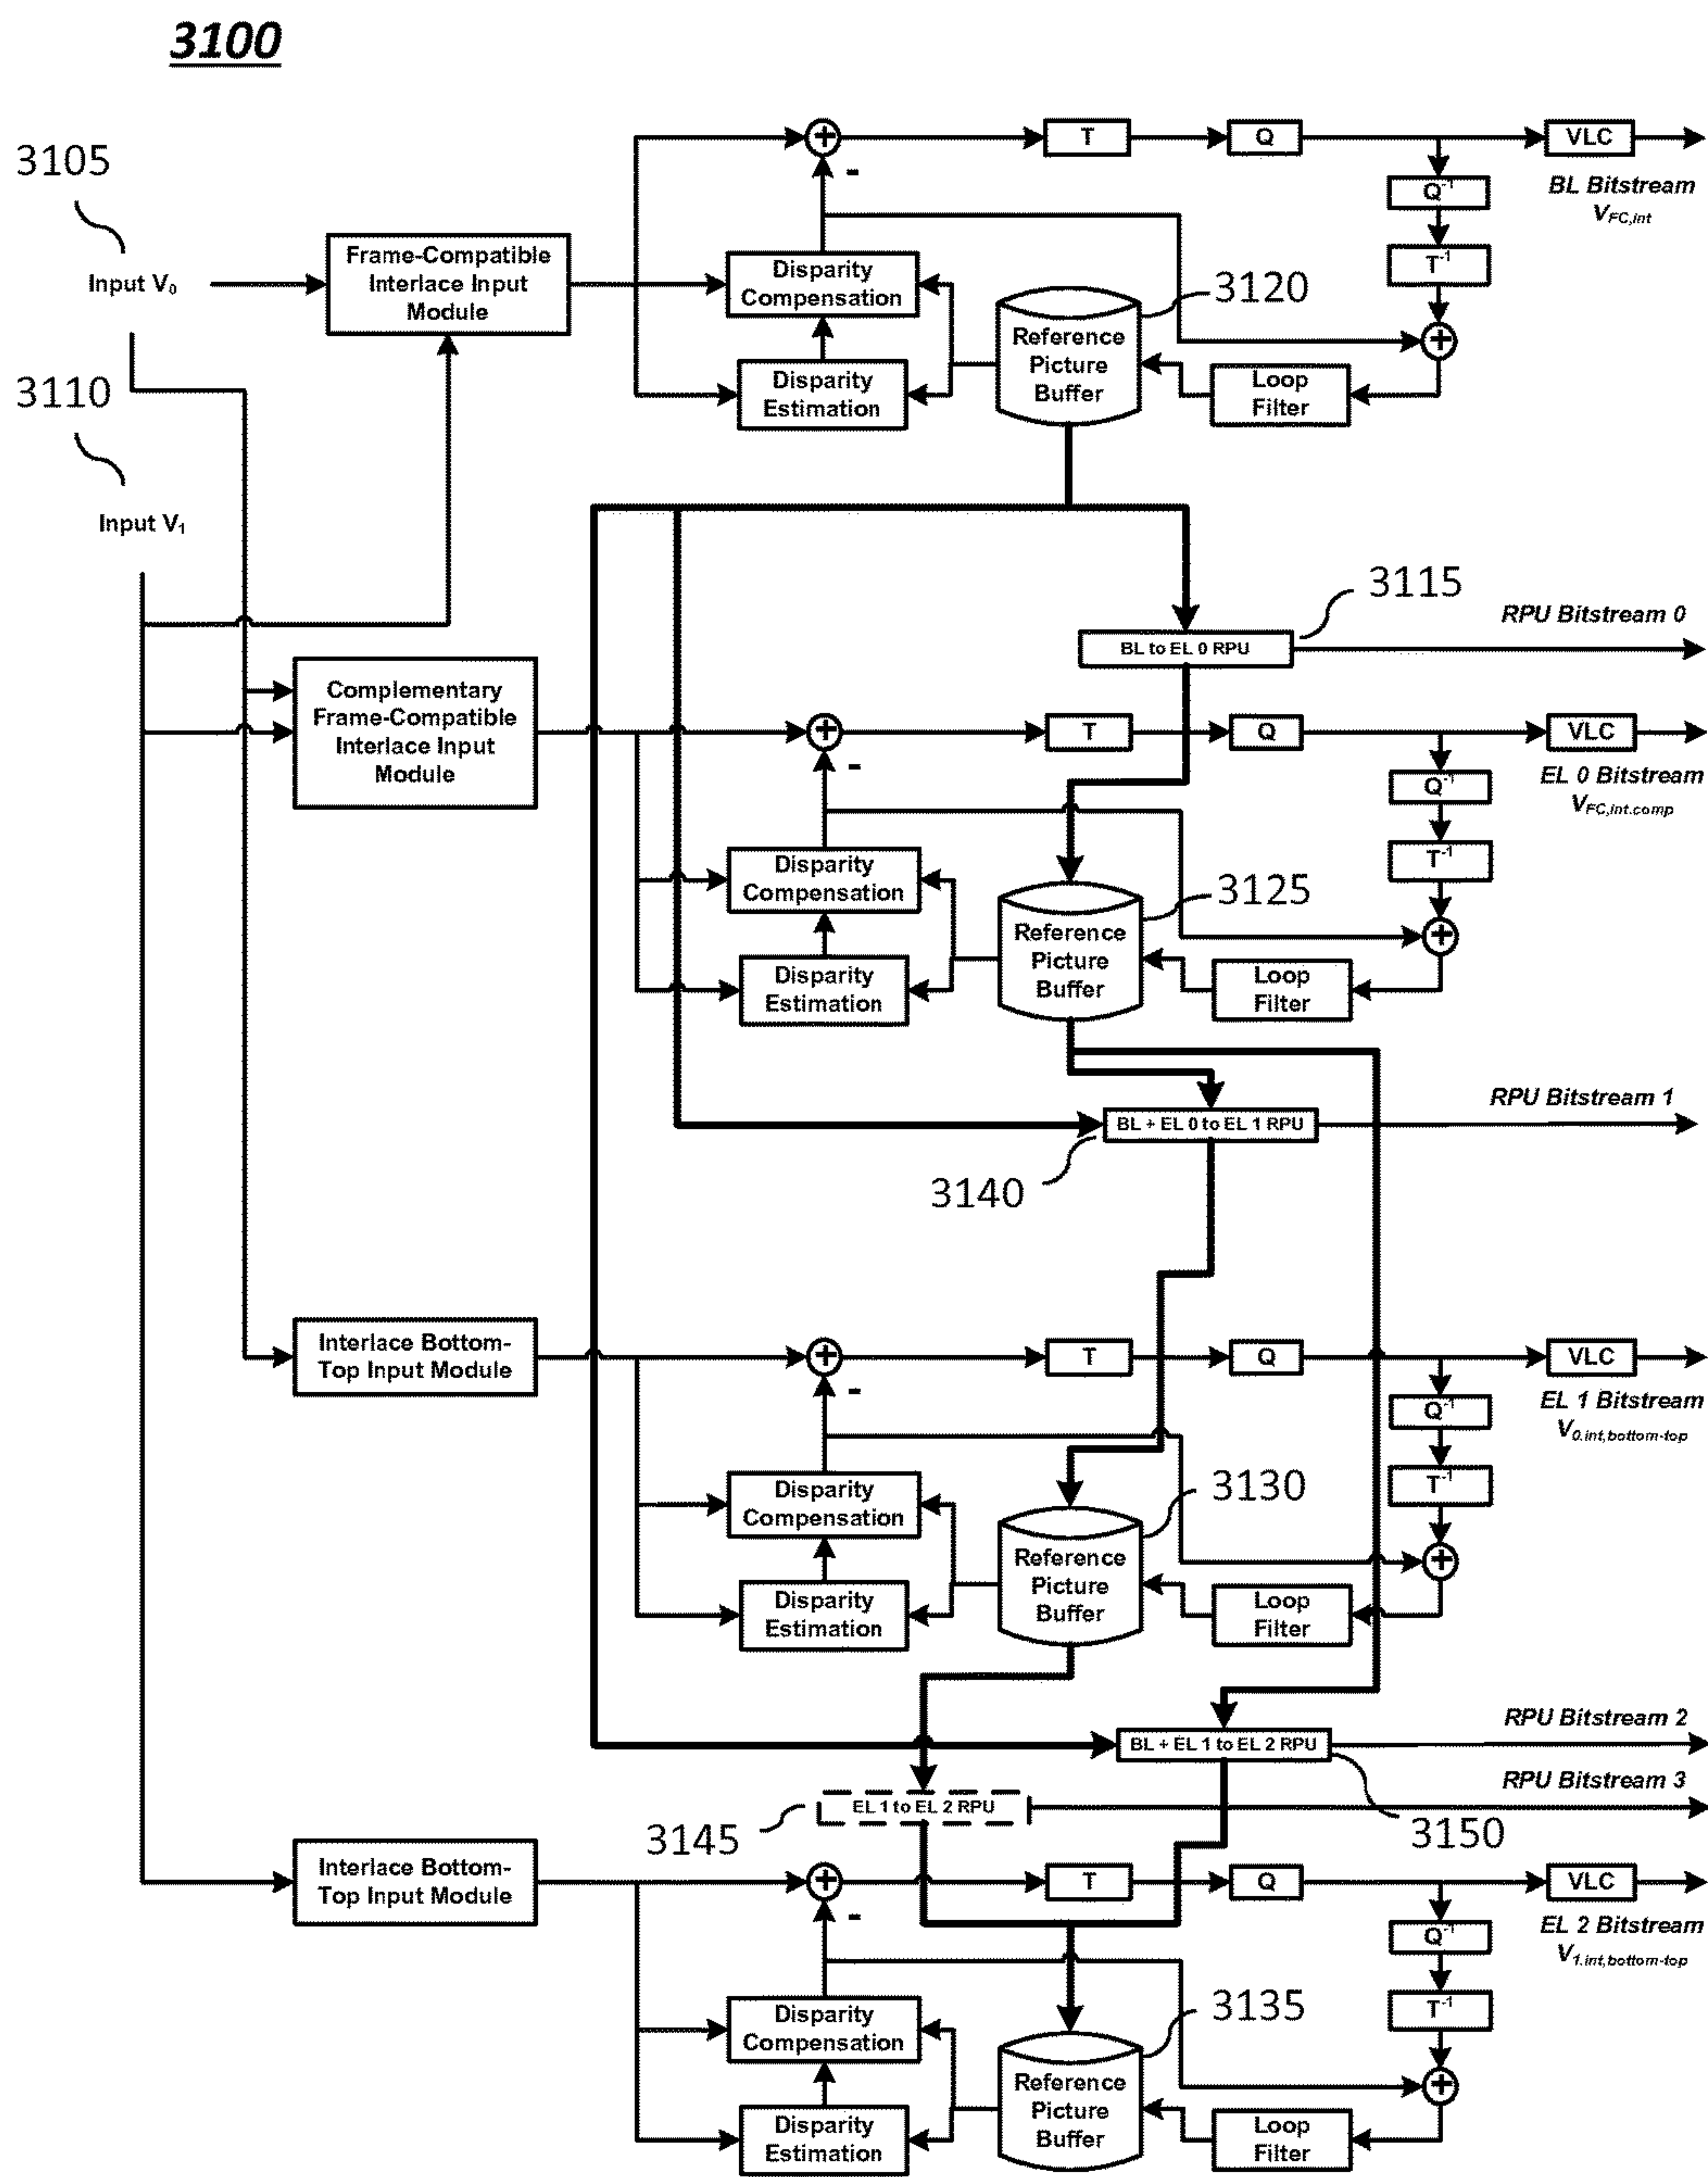 3100
3105
Input V0
3110
Input V1
Frame-Compatible
Interlace Input
Module
+
-
T
Q
VLC
BL Bitstream
VFC,int
Q-1
T-1
+
Disparity
Compensation
Disparity
Estimation
3120
Reference
Picture
Buffer
Loop
Filter
3115
BL to EL 0 RPU
RPU Bitstream 0
Complementary
Frame-Compatible
Interlace Input
Module
+
-
T
Q
VLC
EL 0 Bitstream
VFC,int.comp
Q-1
T-1
+
Disparity
Compensation
Disparity
Estimation
3125
Reference
Picture
Buffer
Loop
Filter
BL + EL 0 to EL 1 RPU
RPU Bitstream 1
3140
Interlace Bottom-
Top Input Module
+
-
T
Q
VLC
EL 1 Bitstream
V0.int,bottom-top
Q-1
T-1
+
Disparity
Compensation
Disparity
Estimation
3130
Reference
Picture
Buffer
Loop
Filter
BL + EL 1 to EL 2 RPU
RPU Bitstream 2
EL 1 to EL 2 RPU
RPU Bitstream 3
3145
3150
Interlace Bottom-
Top Input Module
+
-
T
Q
VLC
EL 2 Bitstream
V1.int,bottom-top
Q-1
T-1
+
Disparity
Compensation
Disparity
Estimation
3135
Reference
Picture
Buffer
Loop
Filter